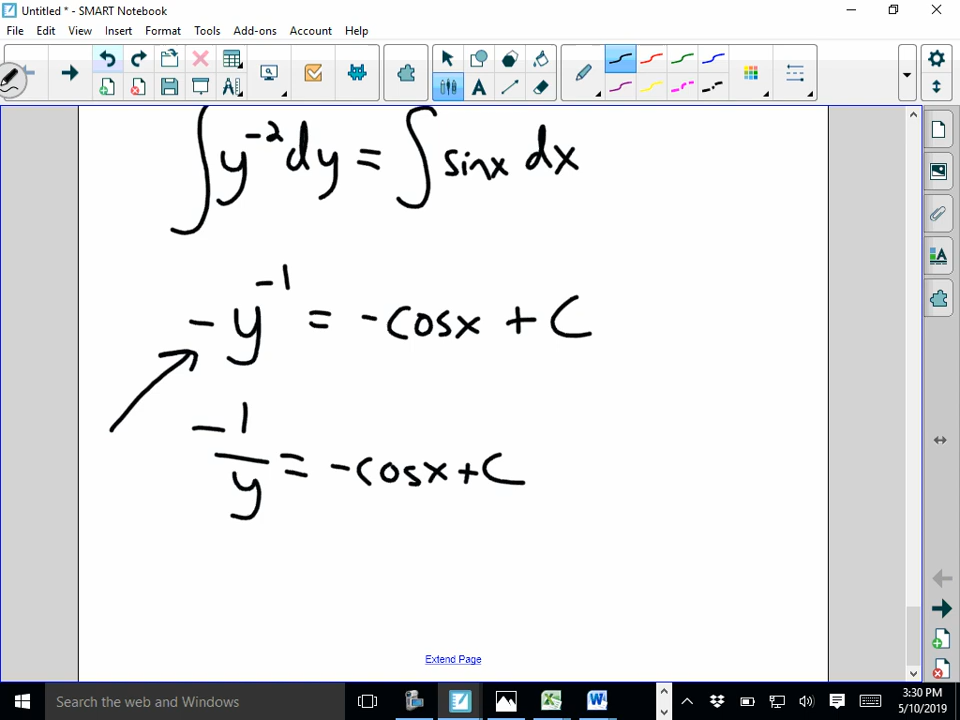 Untitled * - SMART Notebook
File Edit View Insert Format Tools Add-ons Account Help
∫y⁻²dy = ∫sinx dx
-y⁻¹ = -cosx + C
-1/y = -cosx + C
Extend Page
Search the web and Windows
3:30 PM
5/10/2019